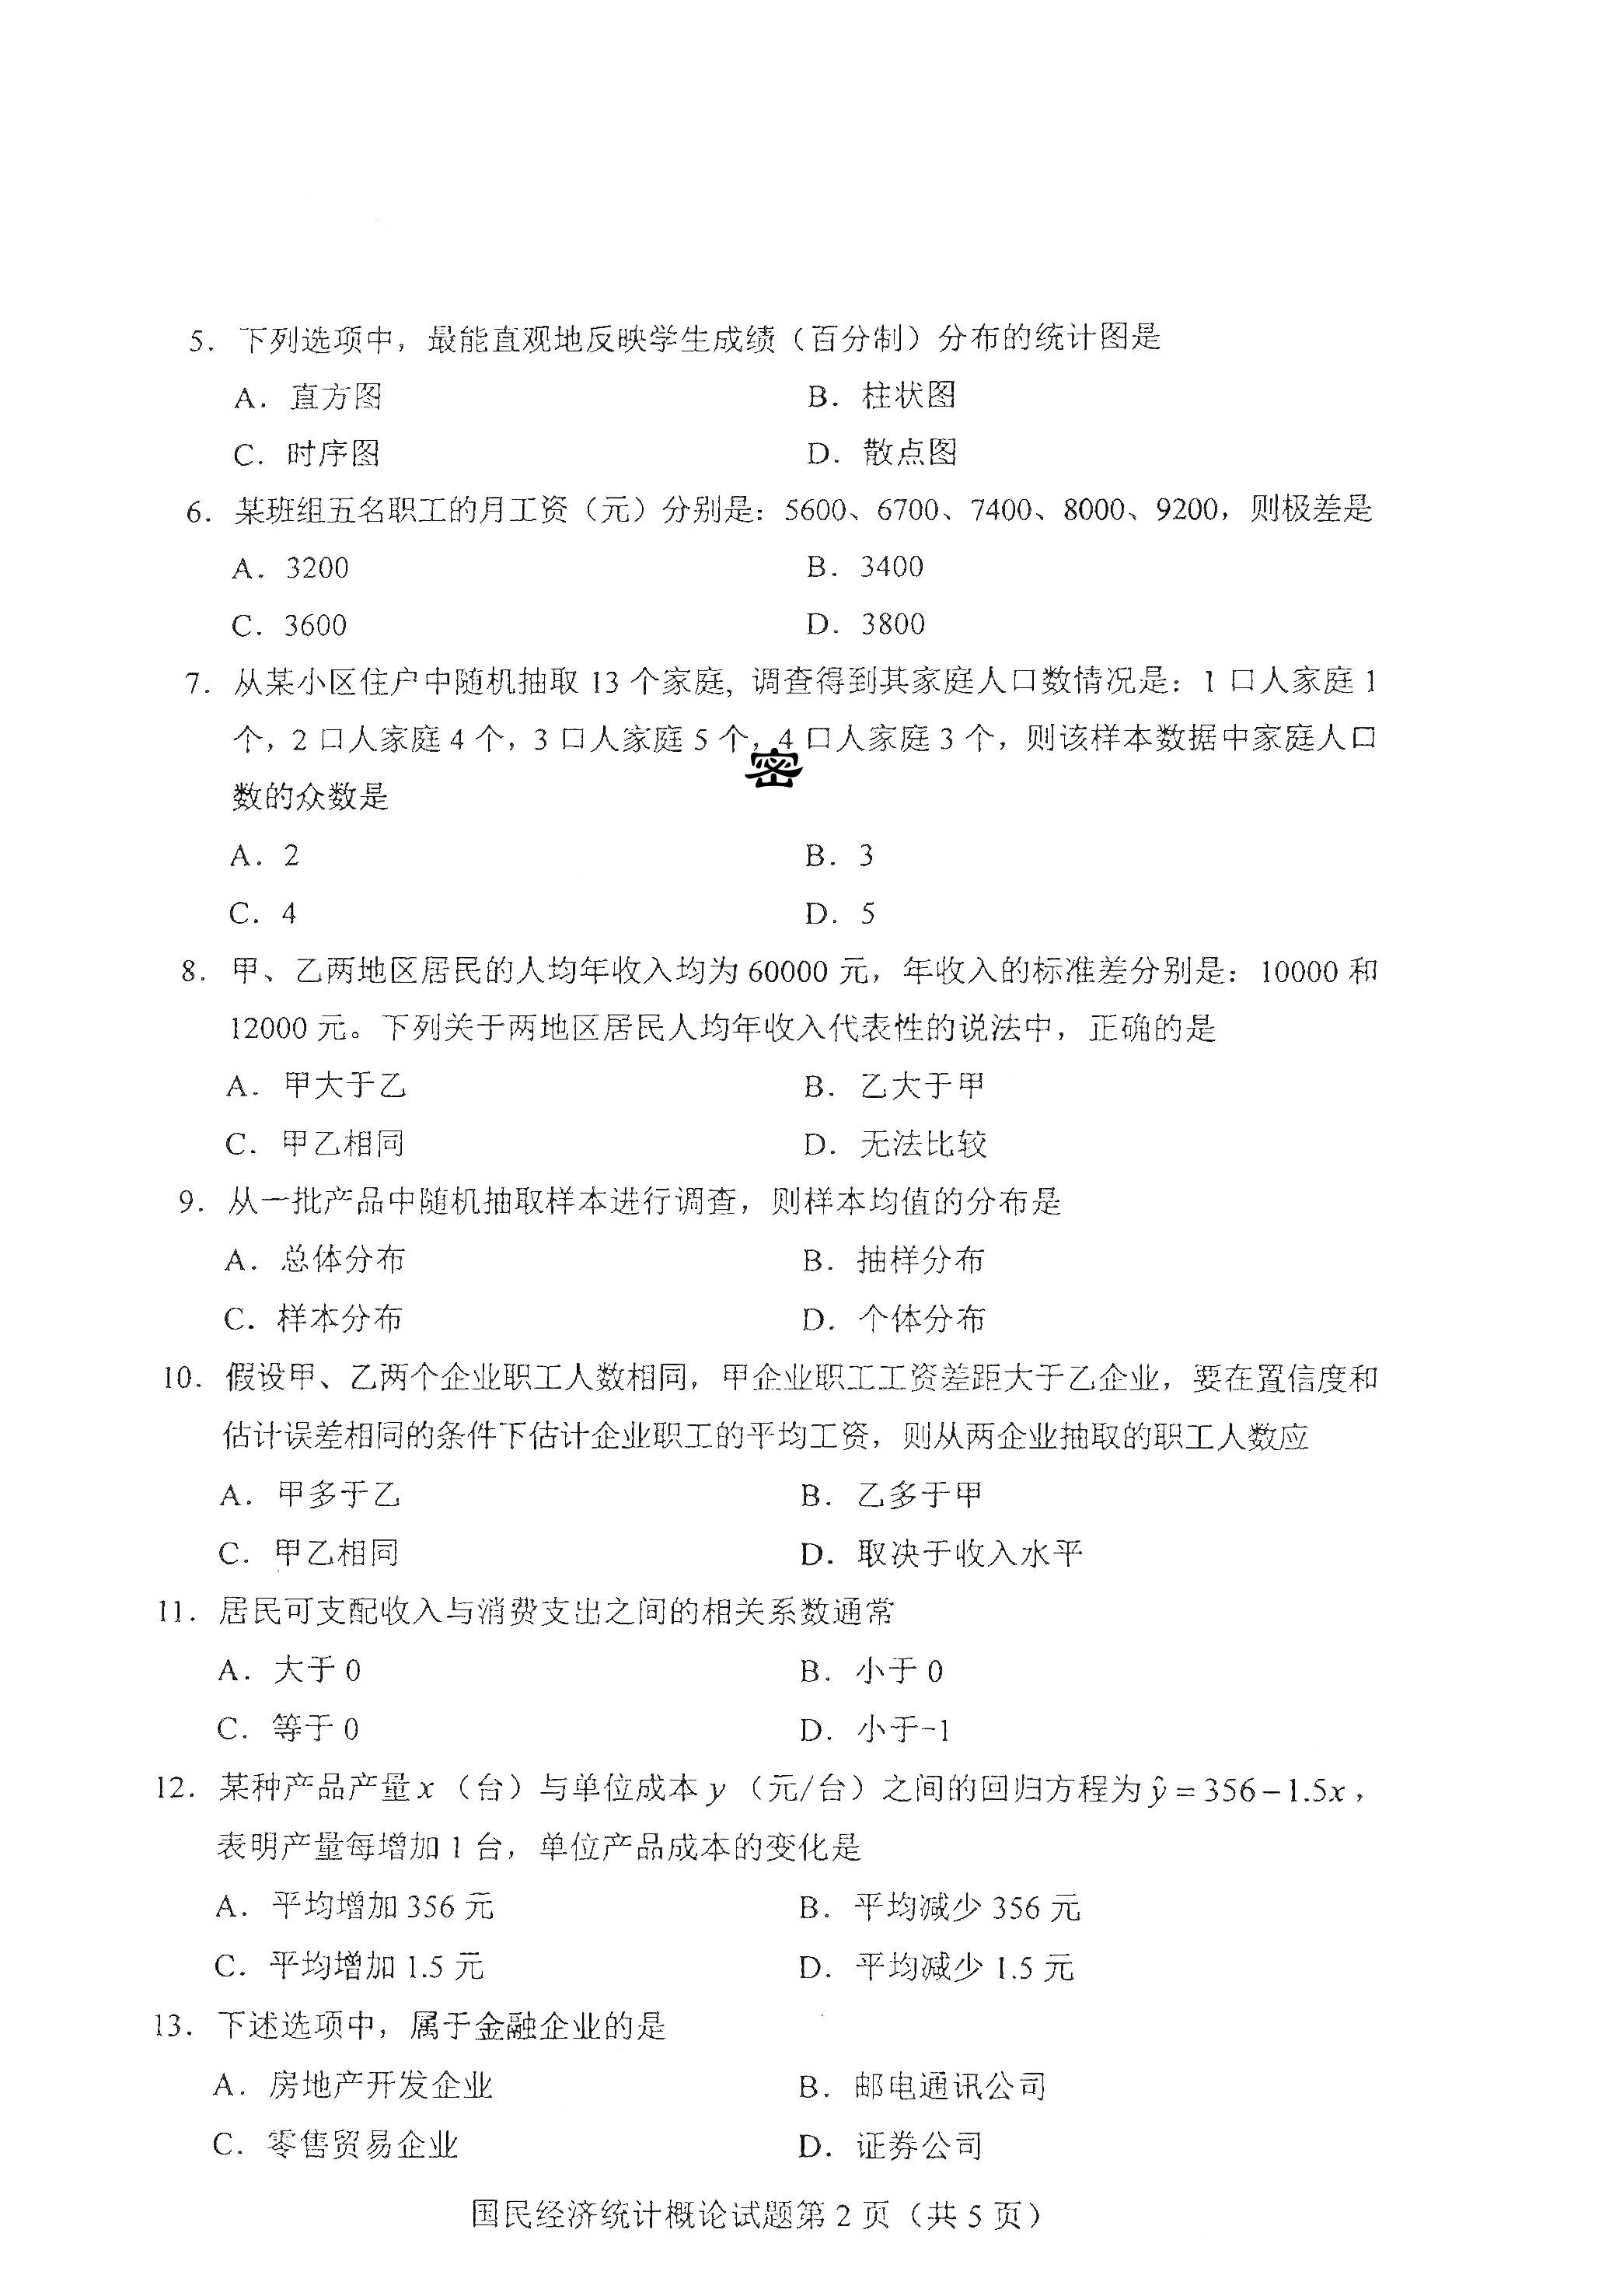 5. 下列选项中，最能直观地反映学生成绩（百分制）分布的统计图是
A. 直方图 B. 柱状图
C. 时序图 D. 散点图
6. 某班组五名职工的月工资（元）分别是：5600、6700、7400、8000、9200，则极差是
A. 3200 B. 3400
C. 3600 D. 3800
7. 从某小区住户中随机抽取 13 个家庭, 调查得到其家庭人口数情况是：1 口人家庭 1
个，2 口人家庭 4 个，3 口人家庭 5 个，4 口人家庭 3 个，则该样本数据中家庭人口
密
数的众数是
A. 2 B. 3
C. 4 D. 5
8. 甲、乙两地区居民的人均年收入均为 60000 元，年收入的标准差分别是：10000 和
12000 元。下列关于两地区居民人均年收入代表性的说法中，正确的是
A. 甲大于乙 B. 乙大于甲
C. 甲乙相同 D. 无法比较
9. 从一批产品中随机抽取样本进行调查，则样本均值的分布是
A. 总体分布 B. 抽样分布
C. 样本分布 D. 个体分布
10. 假设甲、乙两个企业职工人数相同，甲企业职工工资差距大于乙企业，要在置信度和
估计误差相同的条件下估计企业职工的平均工资，则从两企业抽取的职工人数应
A. 甲多于乙 B. 乙多于甲
C. 甲乙相同 D. 取决于收入水平
11. 居民可支配收入与消费支出之间的相关系数通常
A. 大于 0 B. 小于 0
C. 等于 0 D. 小于-1
12. 某种产品产量 x （台）与单位成本 y （元/台）之间的回归方程为 ŷ = 356 − 1.5x，
表明产量每增加 1 台，单位产品成本的变化是
A. 平均增加 356 元 B. 平均减少 356 元
C. 平均增加 1.5 元 D. 平均减少 1.5 元
13. 下述选项中，属于金融企业的是
A. 房地产开发企业 B. 邮电通讯公司
C. 零售贸易企业 D. 证券公司
国民经济统计概论试题第 2 页（共 5 页）